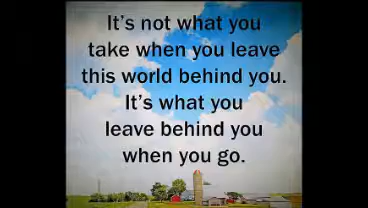 It's not what you
take when you leave
this world behind you.
It's what you
leave behind you
when you go.